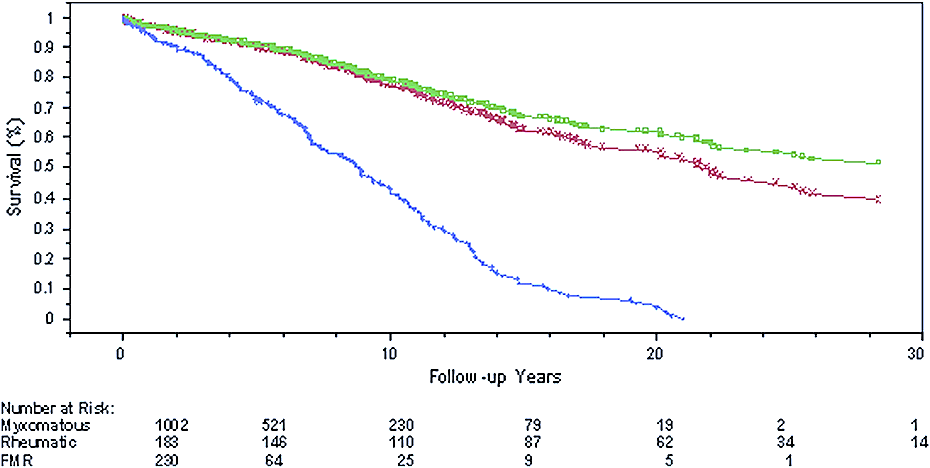 1
0.9
0.8
0.7
0.6
0.5
0.4
0.3
0.2
0.1
0
Survival (%)
0 10 20 30
Follow-up Years
Number at Risk:
Myxomatous 1002 521 230 79 19 2 1
Rheumatic 183 146 110 87 62 34 14
FMR 230 64 25 9 5 1